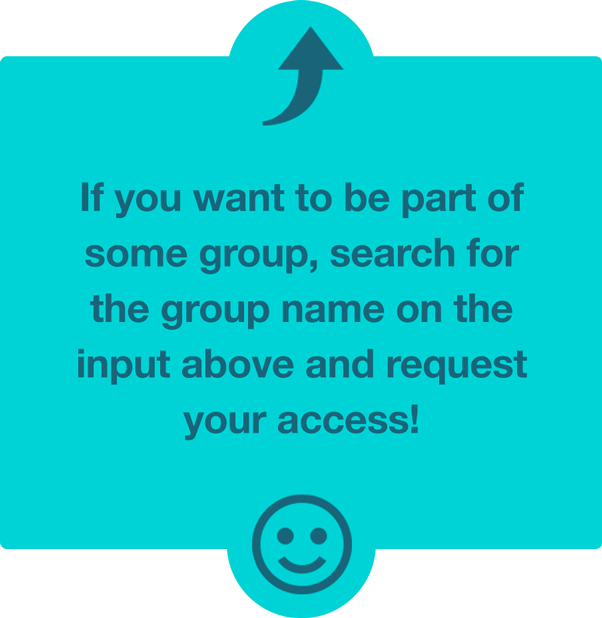 If you want to be part of
some group, search for
the group name on the
input above and request
your access!